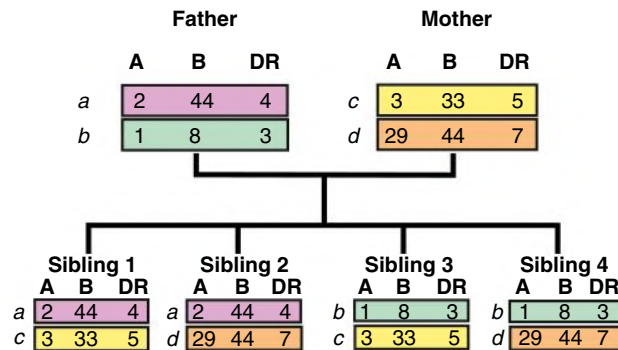 Father Mother
A B DR A B DR
a 2 44 4 c 3 33 5
b 1 8 3 d 29 44 7
Sibling 1 Sibling 2 Sibling 3 Sibling 4
A B DR A B DR A B DR A B DR
a 2 44 4 a 2 44 4 b 1 8 3 b 1 8 3
c 3 33 5 d 29 44 7 c 3 33 5 d 29 44 7